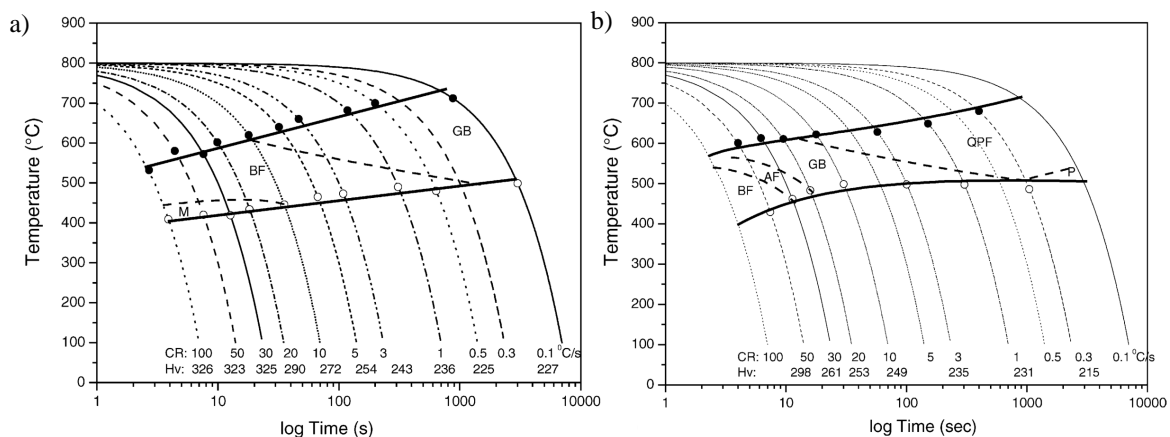 a)
900
800
700
600
500
400
300
200
100
0
Temperature (°C)
GB
BF
M
CR: 100 50 30 20 10 5 3 1 0.5 0.3 0.1 ⁰C/s
Hv: 326 323 325 290 272 254 243 236 225 227
1 10 100 1000 10000
log Time (s)
b)
900
800
700
600
500
400
300
200
100
0
Temperature (°C)
QPF
GB
AF
BF
P
CR: 100 50 30 20 10 5 3 1 0.5 0.3 0.1 ⁰C/s
Hv: 298 261 253 249 235 231 215
1 10 100 1000 10000
log Time (sec)